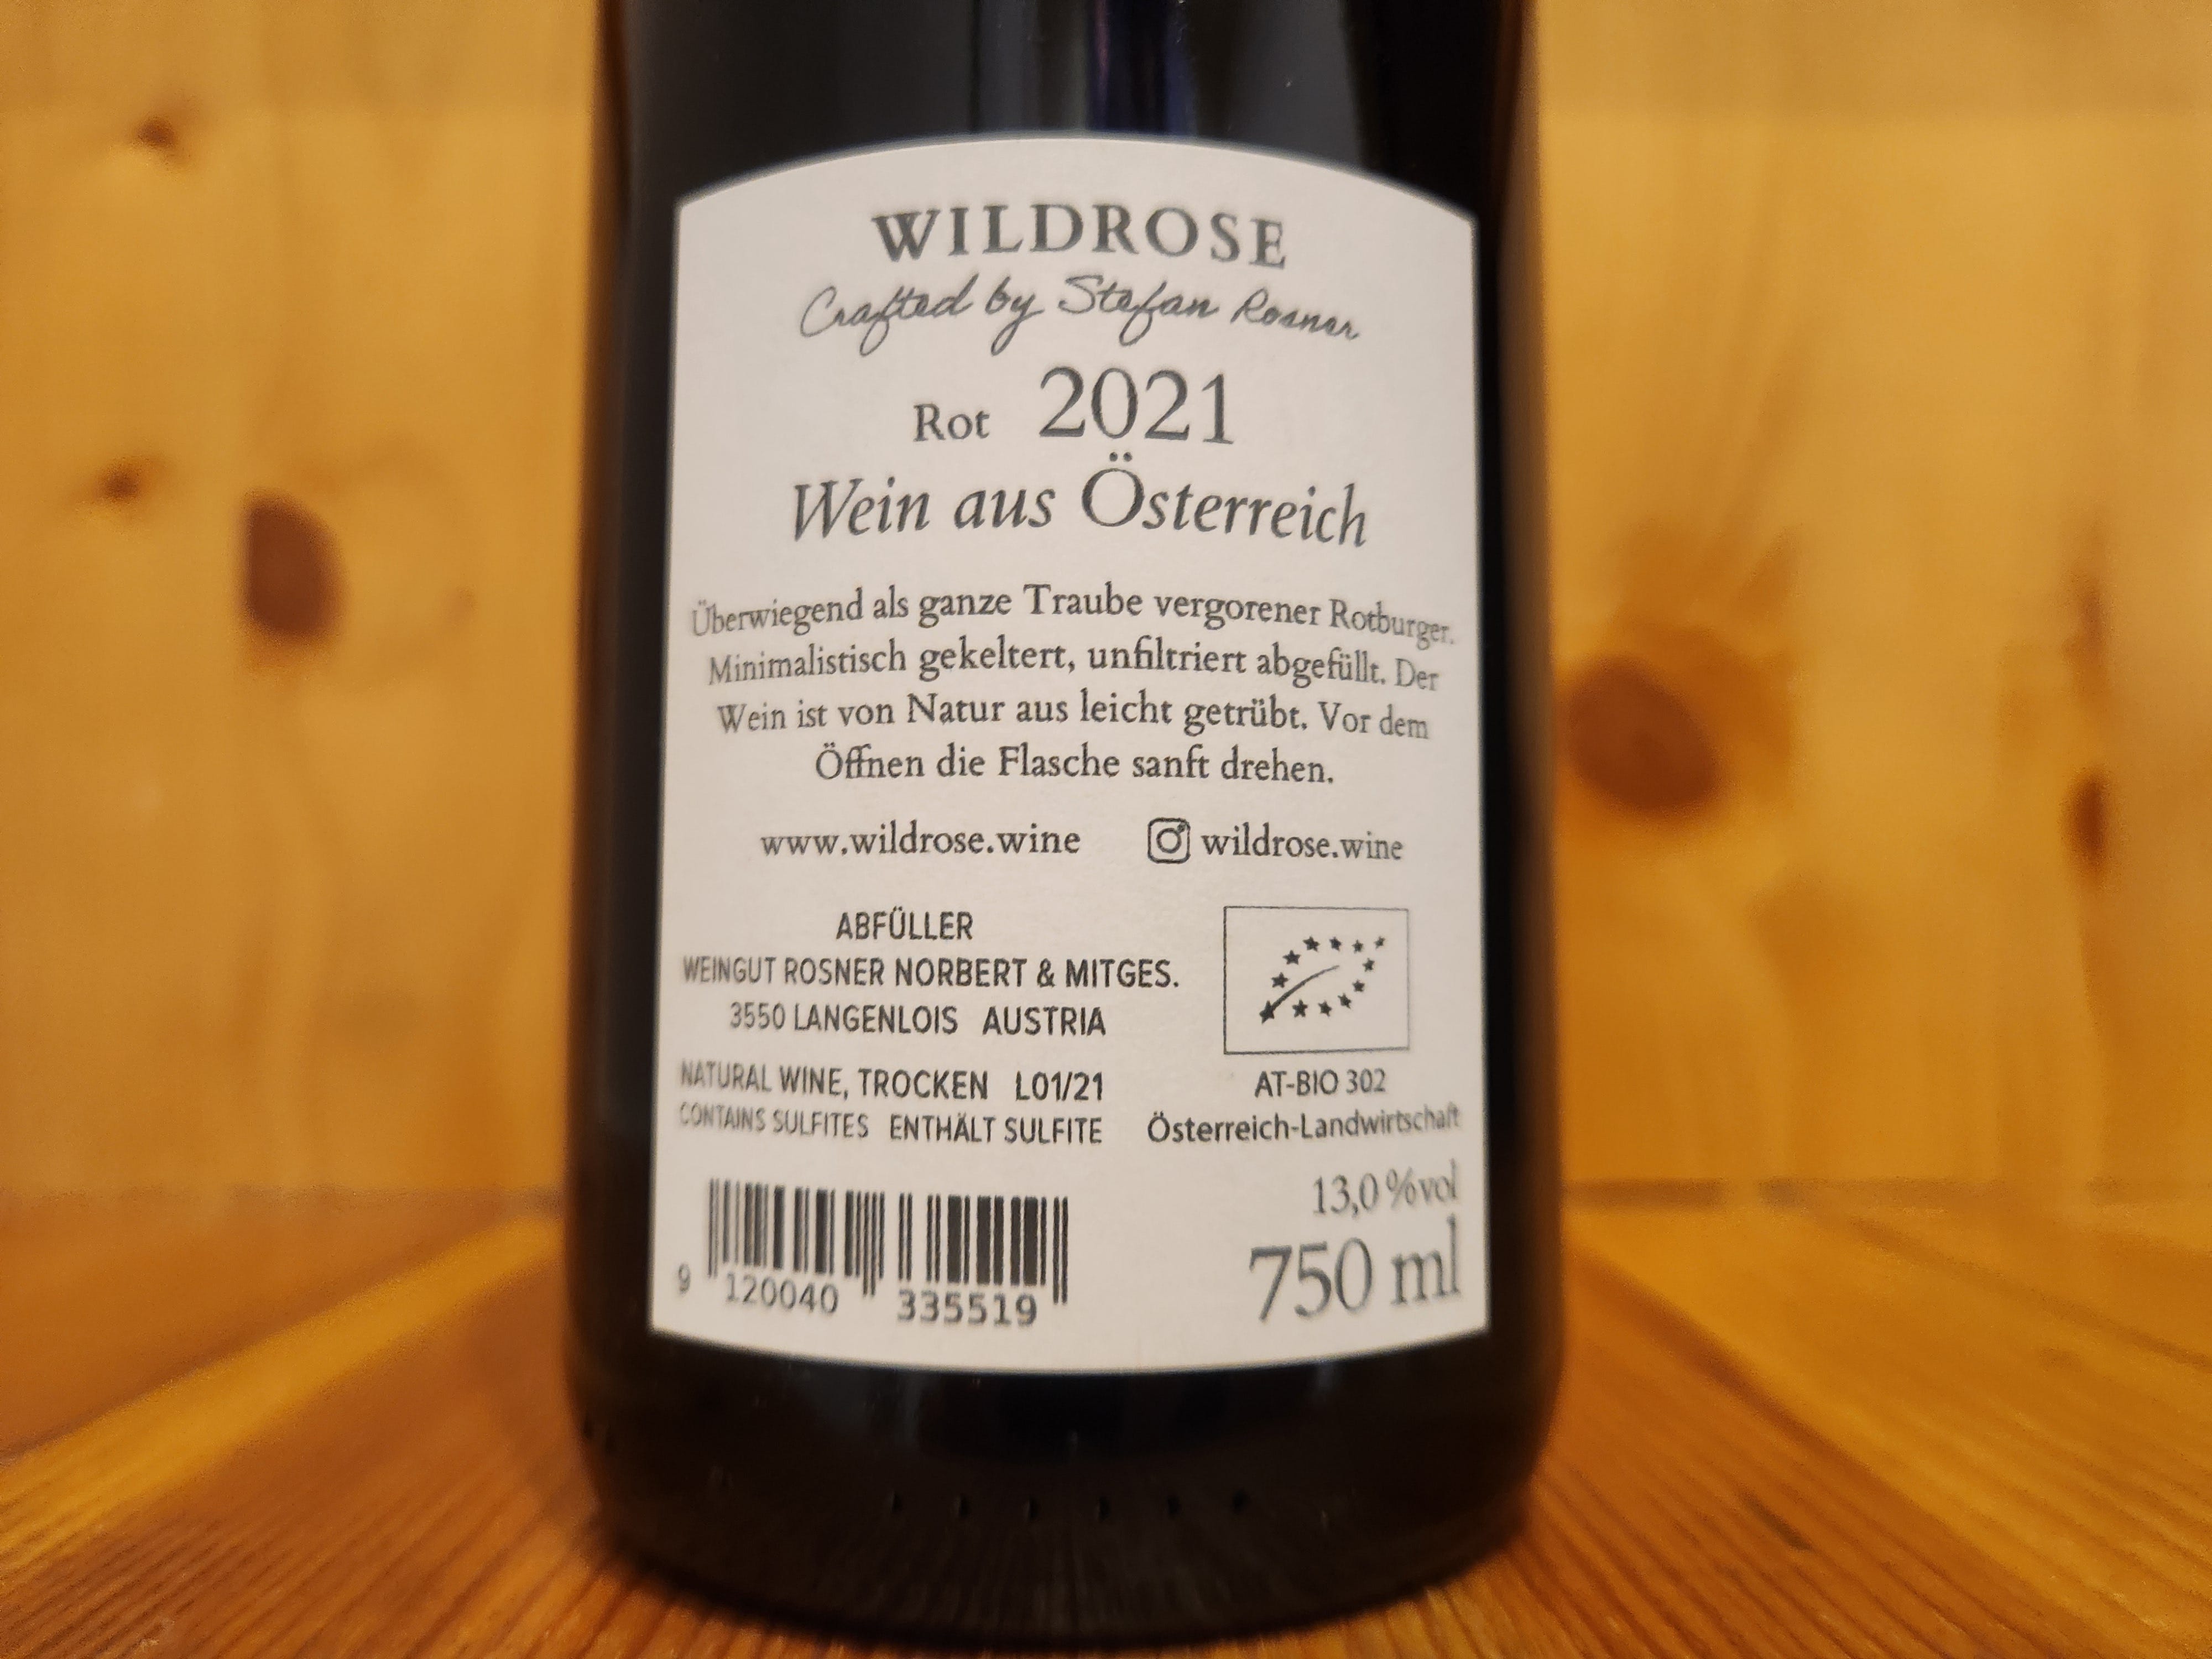 WILDROSE
Crafted by Stefan Rosner
Rot 2021
Wein aus Österreich
Überwiegend als ganze Traube vergorener Rotburger.
Minimalistisch gekeltert, unfiltriert abgefüllt. Der
Wein ist von Natur aus leicht getrübt. Vor dem
Öffnen die Flasche sanft drehen.
www.wildrose.wine wildrose.wine
ABFÜLLER
WEINGUT ROSNER NORBERT & MITGES.
3550 LANGENLOIS AUSTRIA
NATURAL WINE, TROCKEN L01/21
CONTAINS SULFITES ENTHÄLT SULFITE
AT-BIO 302
Österreich-Landwirtschaft
13,0 %vol
750 ml
9 120040 335519